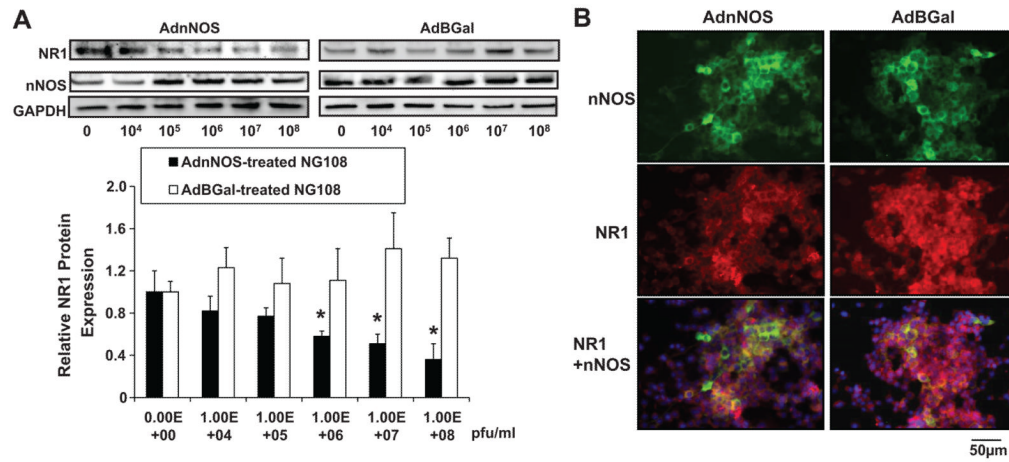 A
AdnNOS
AdBGal
NR1
nNOS
GAPDH
0 10⁴ 10⁵ 10⁶ 10⁷ 10⁸
0 10⁴ 10⁵ 10⁶ 10⁷ 10⁸
AdnNOS-treated NG108
AdBGal-treated NG108
Relative NR1 Protein
Expression
2.0
1.6
1.2
0.8
0.4
0
* * *
0.00E 1.00E 1.00E 1.00E 1.00E 1.00E
+00 +04 +05 +06 +07 +08 pfu/ml
B
AdnNOS
AdBGal
nNOS
NR1
NR1
+nNOS
50μm